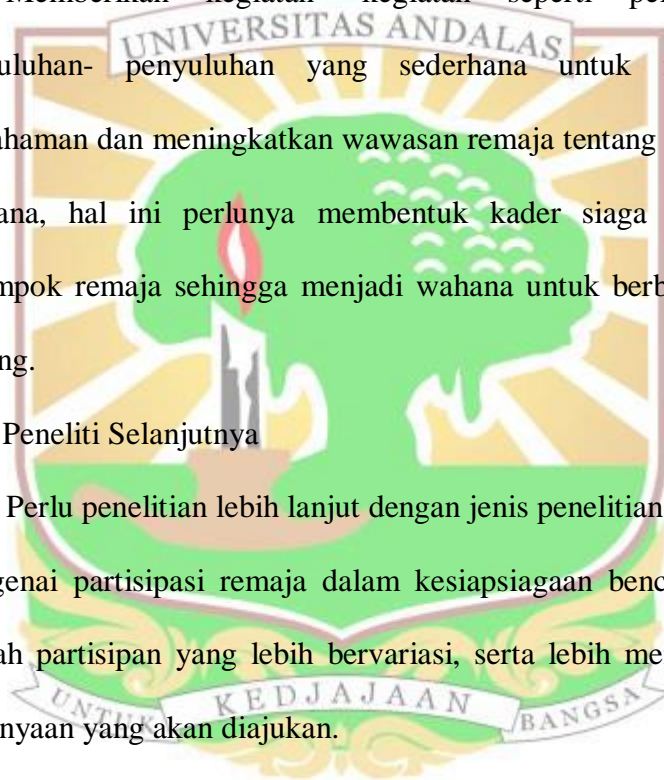 Memberikan kegiatan- kegiatan seperti
UNIVERSITAS ANDALAS
uluhan- penyuluhan yang sederhana untuk
ahaman dan meningkatkan wawasan remaja tentang
ana, hal ini perlunya membentuk kader siaga
mpok remaja sehingga menjadi wahana untuk berb
ng.
Peneliti Selanjutnya
Perlu penelitian lebih lanjut dengan jenis penelitian
genai partisipasi remaja dalam kesiapsiagaan benc
ah partisipan yang lebih bervariasi, serta lebih me
UNTUK KEDJAJAAN BANGSA
nyaan yang akan diajukan.